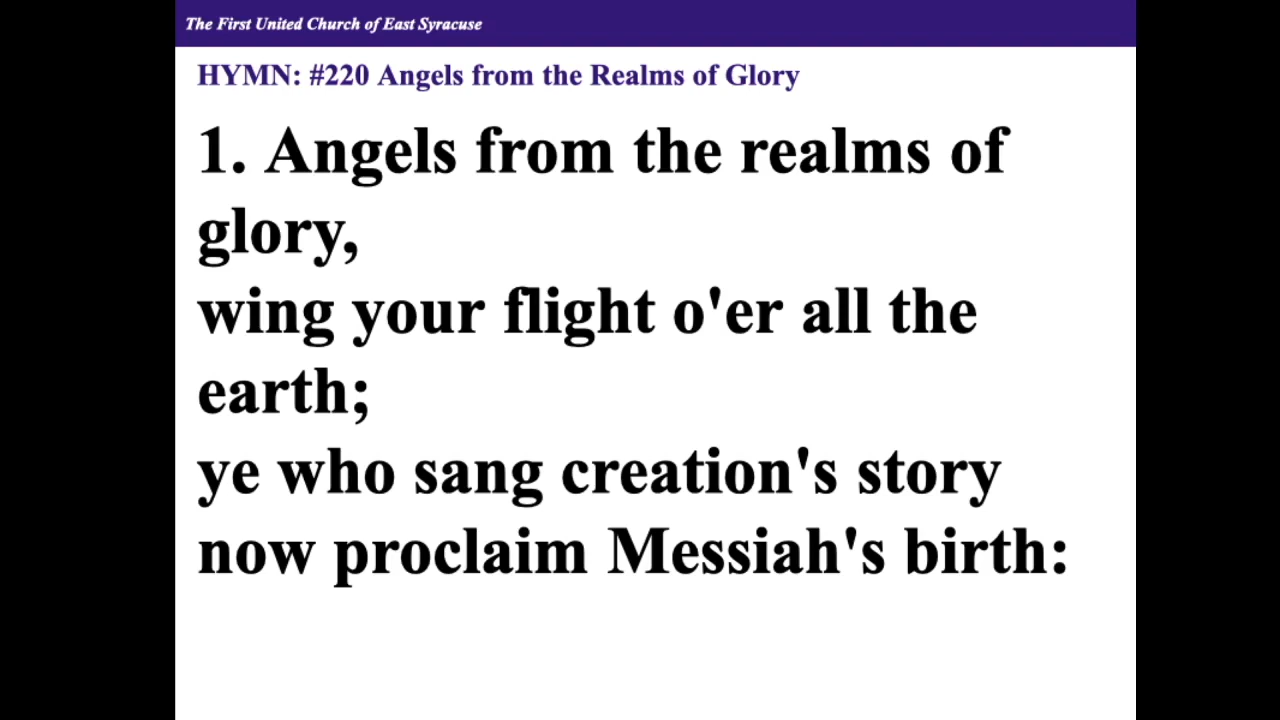 The First United Church of East Syracuse
HYMN: #220 Angels from the Realms of Glory
1. Angels from the realms of
glory,
wing your flight o'er all the
earth;
ye who sang creation's story
now proclaim Messiah's birth: